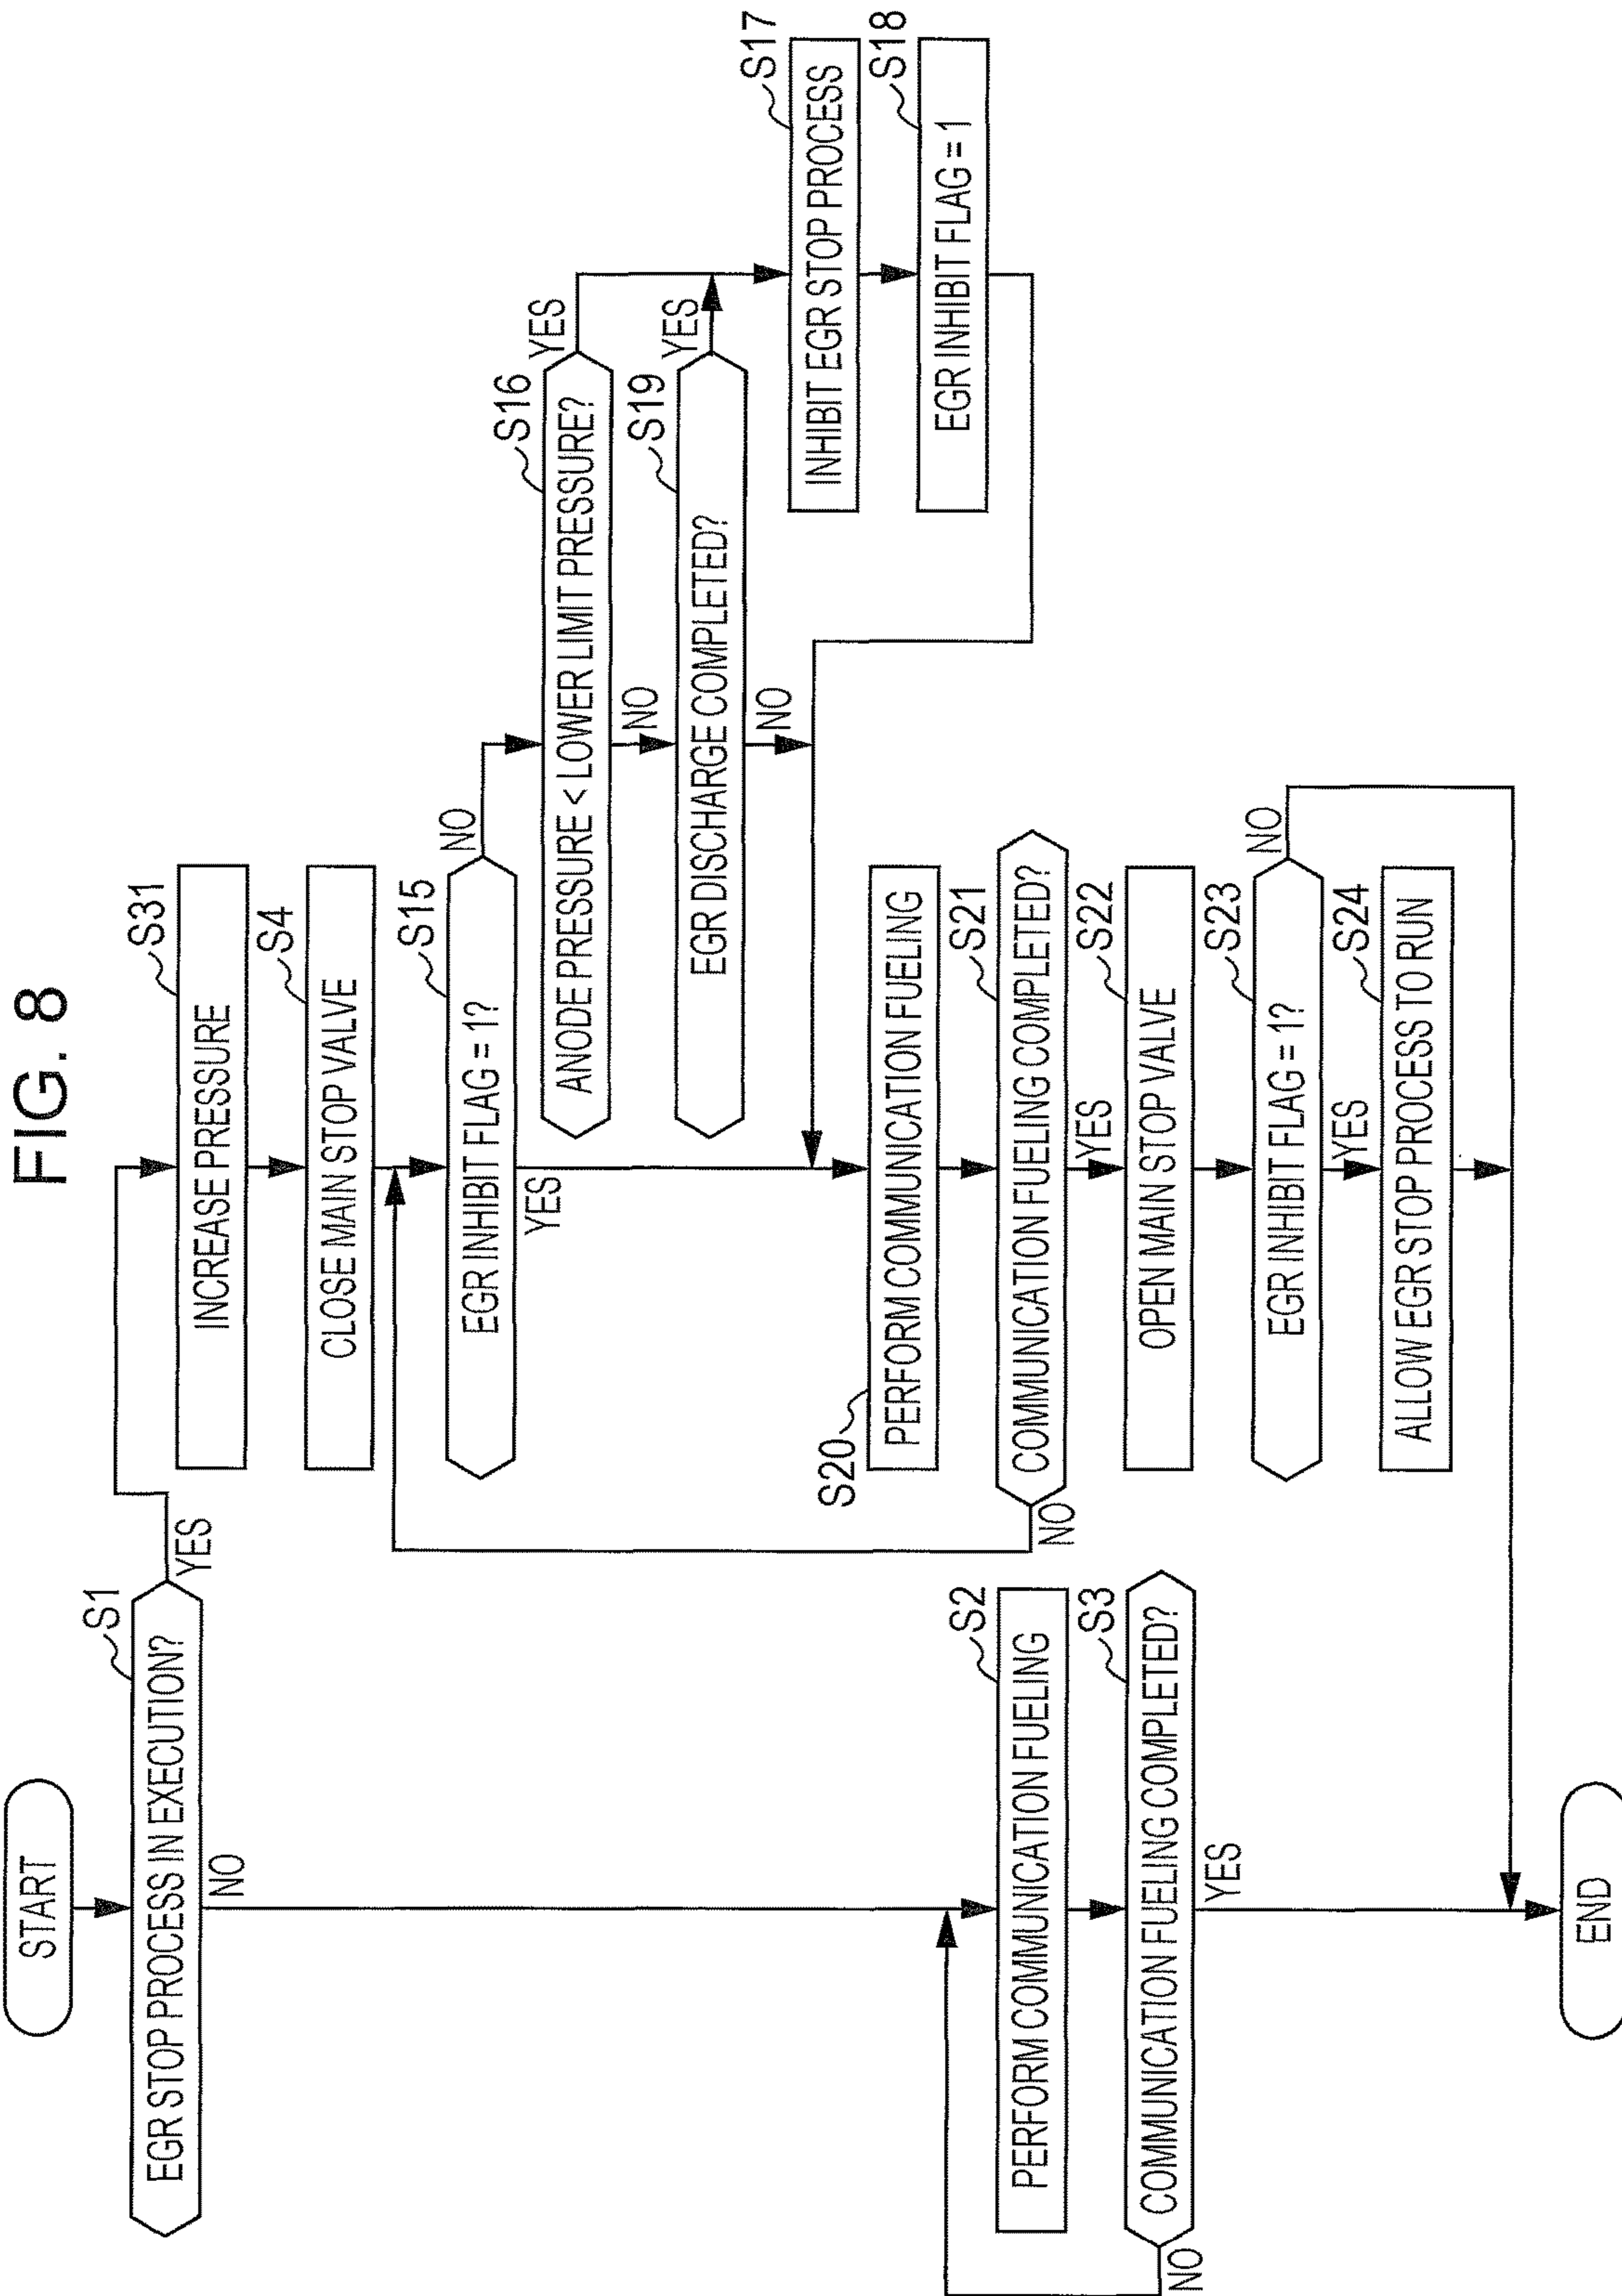 FIG. 8
START
S1
EGR STOP PROCESS IN EXECUTION?
YES
NO
S31
INCREASE PRESSURE
S4
CLOSE MAIN STOP VALVE
S15
EGR INHIBIT FLAG = 1?
NO
YES
S16
ANODE PRESSURE < LOWER LIMIT PRESSURE?
YES
NO
S19
EGR DISCHARGE COMPLETED?
YES
NO
S17
INHIBIT EGR STOP PROCESS
S18
EGR INHIBIT FLAG = 1
S20
PERFORM COMMUNICATION FUELING
S21
COMMUNICATION FUELING COMPLETED?
NO
YES
S22
OPEN MAIN STOP VALVE
S23
EGR INHIBIT FLAG = 1?
NO
YES
S24
ALLOW EGR STOP PROCESS TO RUN
S2
PERFORM COMMUNICATION FUELING
S3
COMMUNICATION FUELING COMPLETED?
NO
YES
END